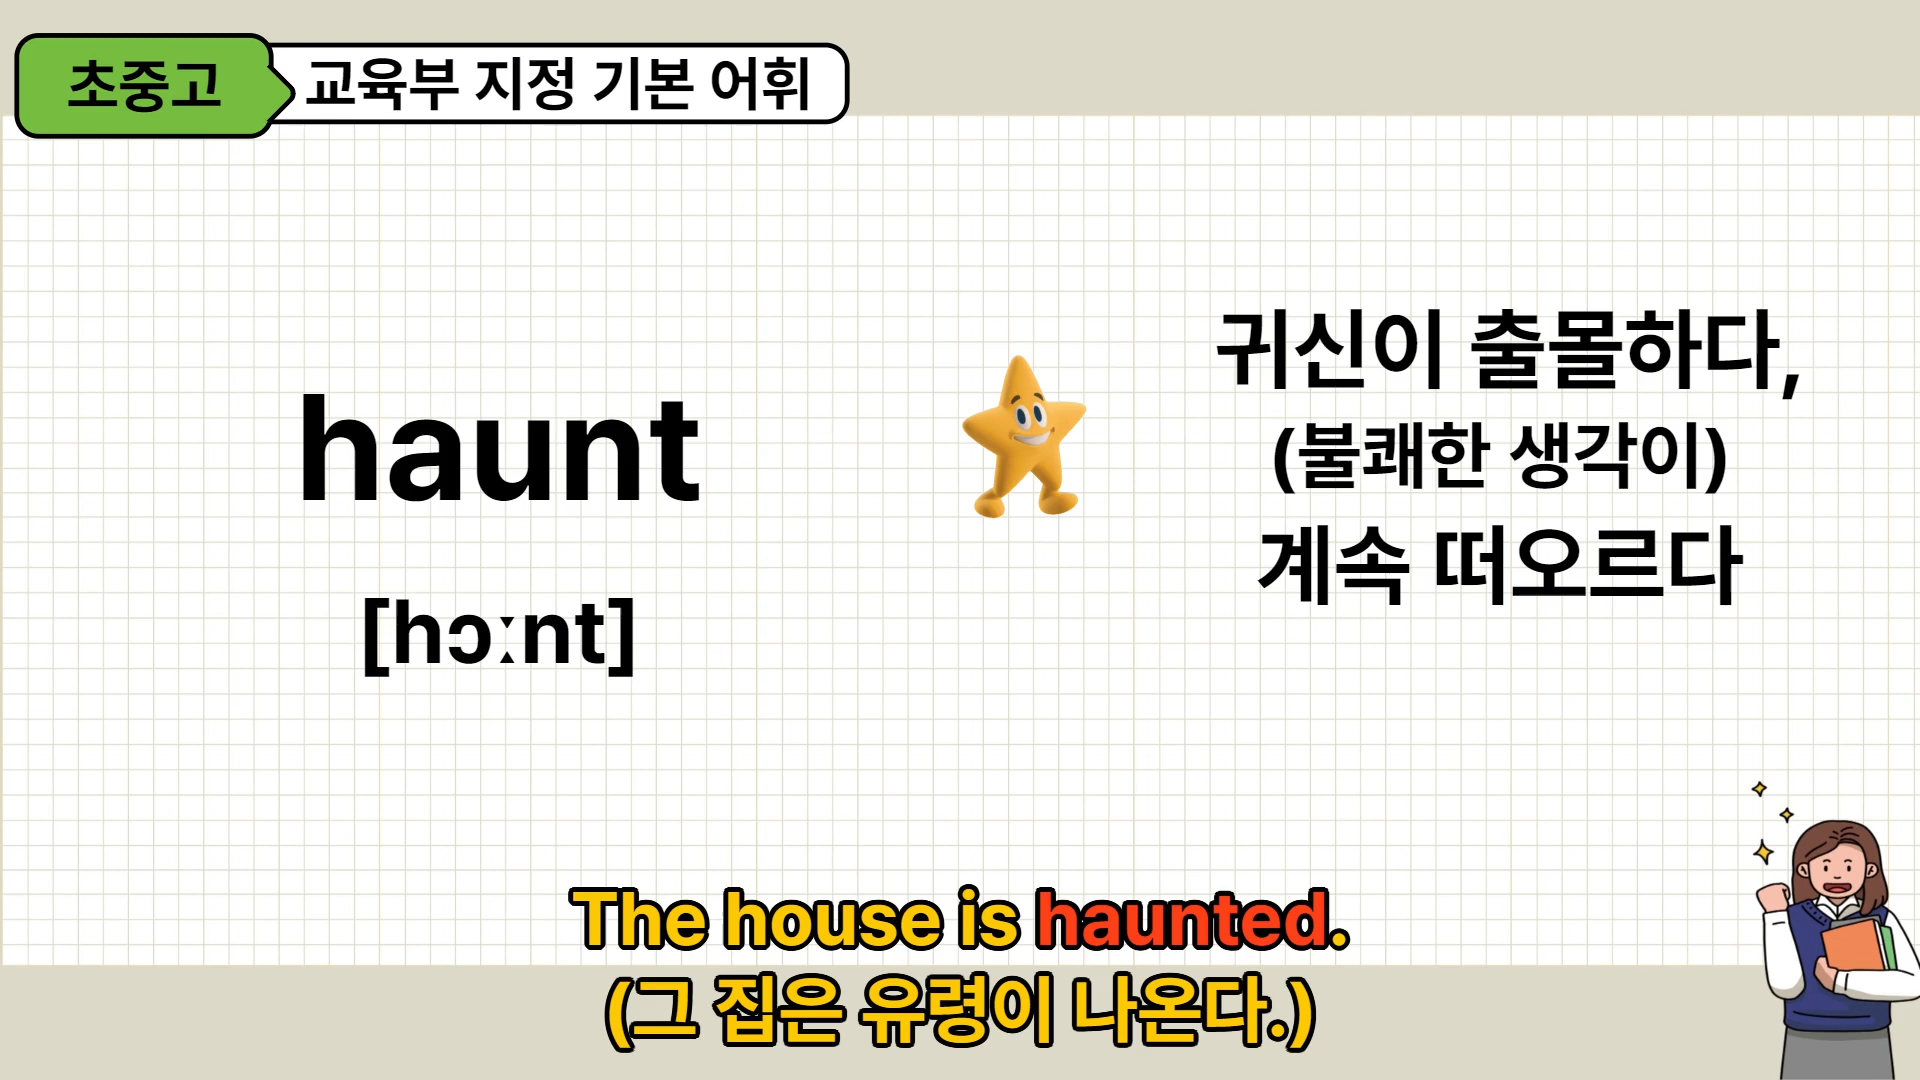 초중고
교육부 지정 기본 어휘
haunt
[hɔːnt]
귀신이 출몰하다,
(불쾌한 생각이)
계속 떠오르다
The house is haunted.
(그 집은 유령이 나온다.)